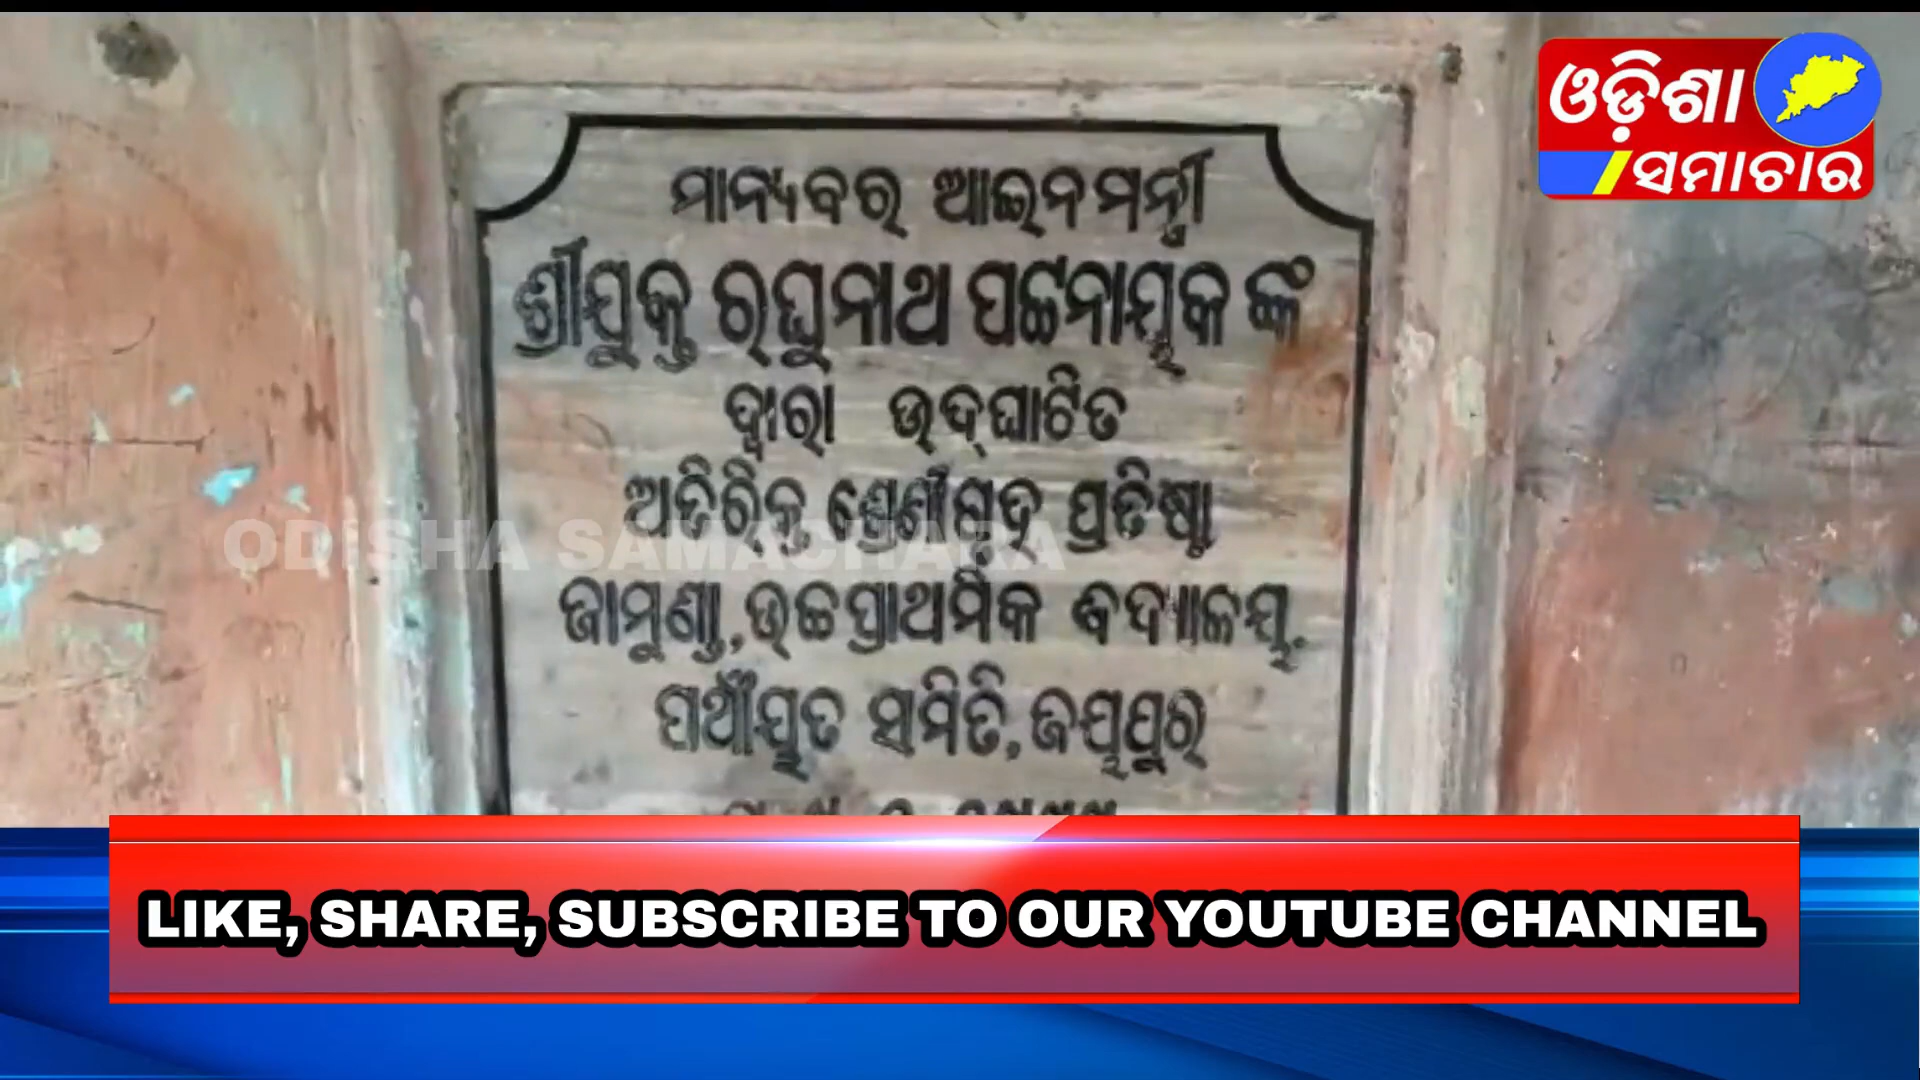 ଓଡ଼ିଶା
ସମାଚାର
ମାନ୍ୟବର ଆଇନମନ୍ତ୍ରୀ
ଶ୍ରୀଯୁକ୍ତ ରଘୁନାଥ ପଟ୍ଟନାୟକ ଙ୍କ
ଦ୍ୱାରା ଉଦ୍‌ଘାଟିତ
ଅତିରିକ୍ତ ଶ୍ରେଣୀଗୃହ ପ୍ରତିଷ୍ଠା
ODISHA SAMACHARA
ଜାମୁଣ୍ଡା, ଉଚ୍ଚପ୍ରାଥମିକ ବିଦ୍ୟାଳୟ,
ପଞ୍ଚାୟତ ସମିତି, ଜୟପୁର
LIKE, SHARE, SUBSCRIBE TO OUR YOUTUBE CHANNEL